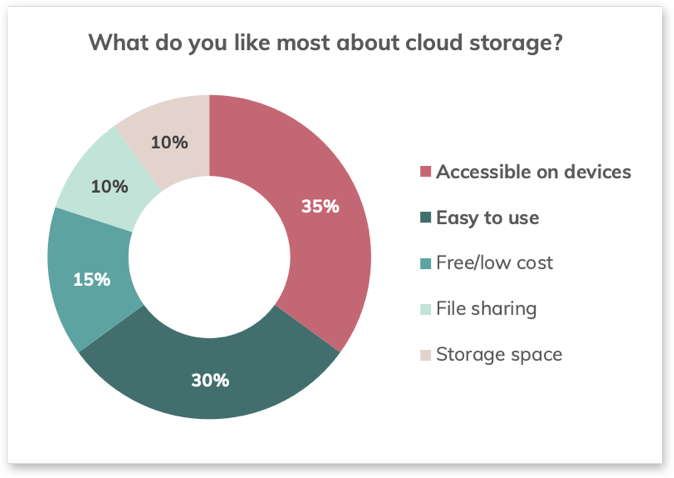 What do you like most about cloud storage?
10%
35%
10%
15%
30%
Accessible on devices
Easy to use
Free/low cost
File sharing
Storage space